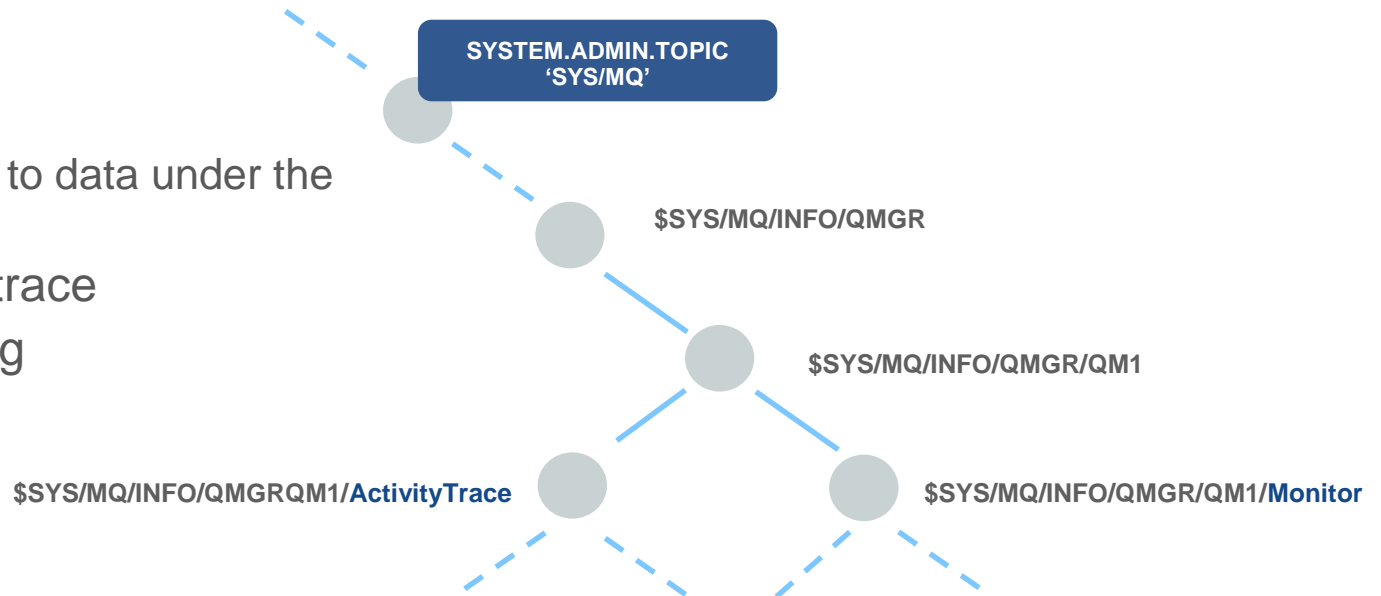 SYSTEM.ADMIN.TOPIC
‘SYS/MQ’
to data under the
$SYS/MQ/INFO/QMGR
trace
g
$SYS/MQ/INFO/QMGR/QM1
$SYS/MQ/INFO/QMGRQM1/ActivityTrace
$SYS/MQ/INFO/QMGR/QM1/Monitor